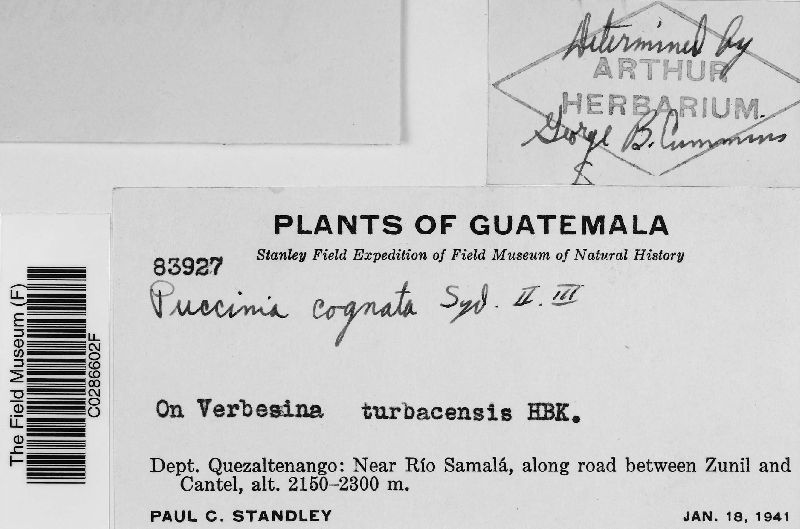 Determined by
ARTHUR
HERBARIUM.
George B. Cummins
PLANTS OF GUATEMALA
Stanley Field Expedition of Field Museum of Natural History
83927
Puccinia cognata Syd. II. III
On Verbesina turbacensis HBK.
Dept. Quezaltenango: Near Río Samalá, along road between Zunil and
Cantel, alt. 2150–2300 m.
PAUL C. STANDLEY JAN. 18, 1941
The Field Museum (F)
C0286602F